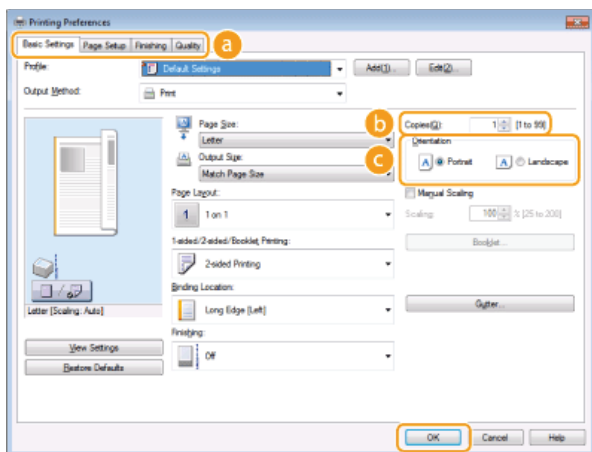 Printing Preferences
Basic Settings Page Setup Finishing Quality a
Profile: Default Settings Add(1)... Edit(2)...
Output Method: Print
Page Size: b Copies(Q): 1 [1 to 99]
Letter
Output Size: c Orientation
Match Page Size A Portrait A Landscape
Page Layout: Manual Scaling
1 1 on 1 Scaling: 100 % [25 to 200]
1-sided/2-sided/Booklet Printing: Booklet...
2-sided Printing
Binding Location:
Letter [Scaling: Auto] Long Edge [Left] Gutter...
Finishing:
View Settings Off
Restore Defaults
OK Cancel Help